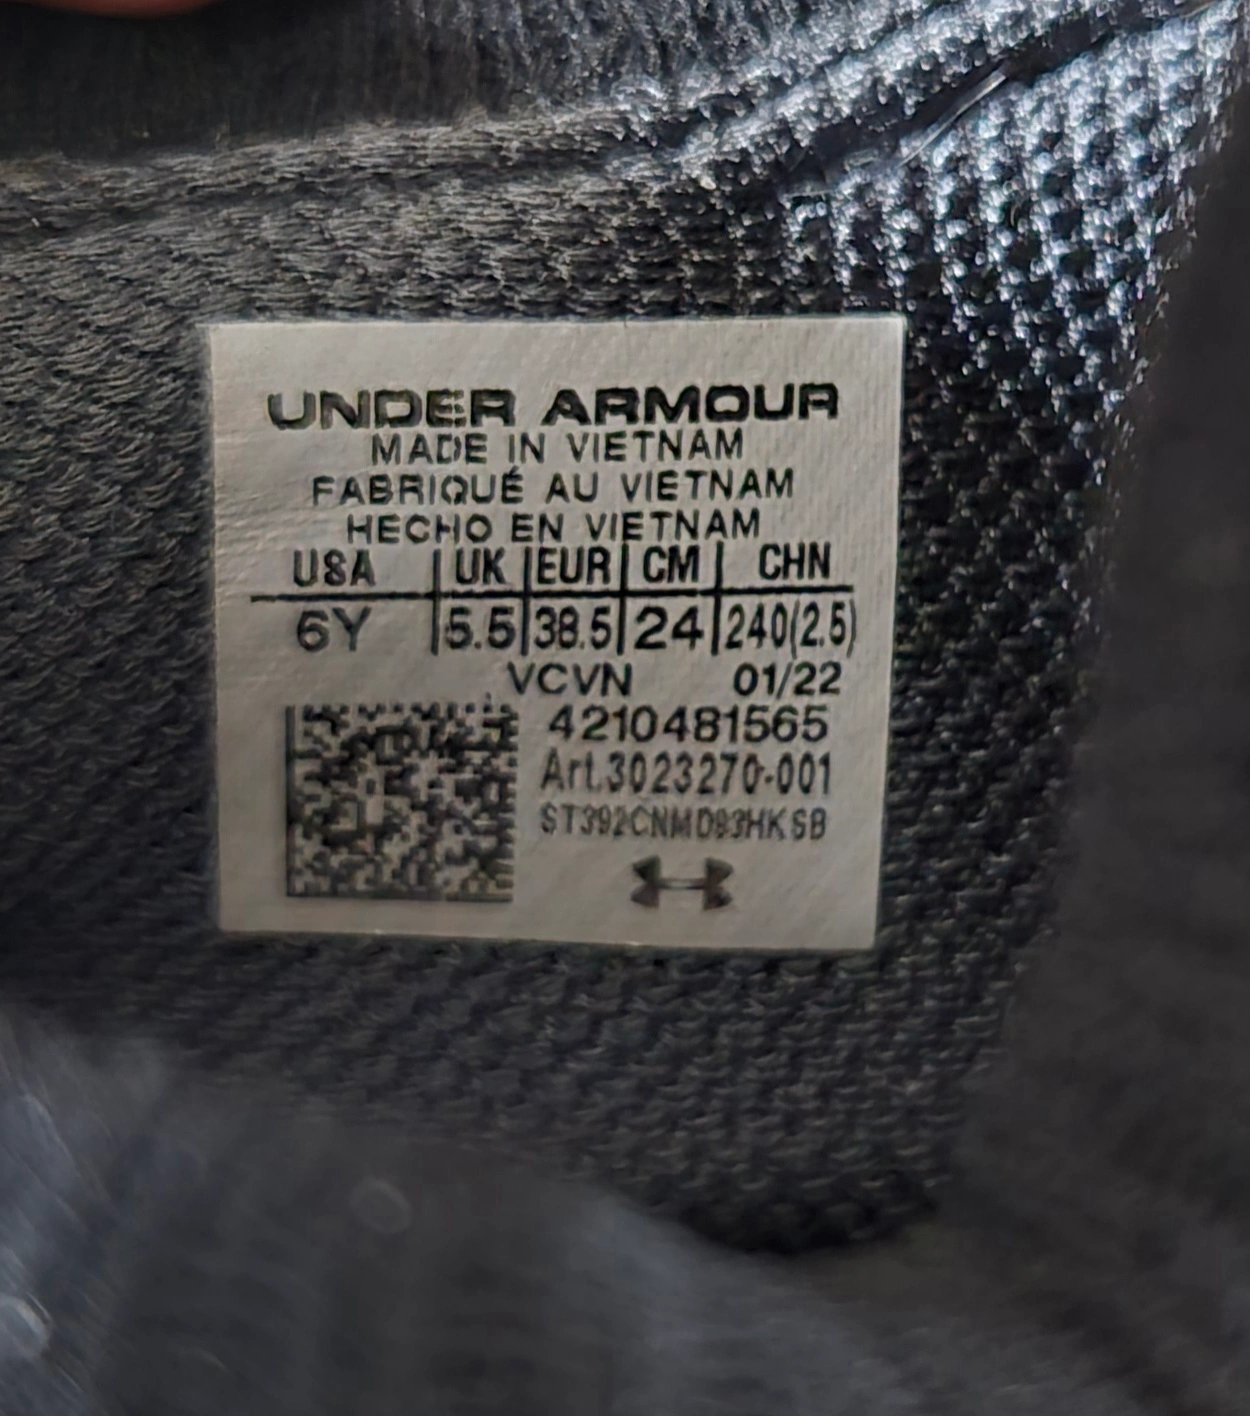 UNDER ARMOUR
MADE IN VIETNAM
FABRIQUÉ AU VIETNAM
HECHO EN VIETNAM
USA UK EUR CM CHN
6Y 5.5 38.5 24 240(2.5)
VCVN 01/22
4210481565
Art.3023270-001
ST392CNMD93HKSB